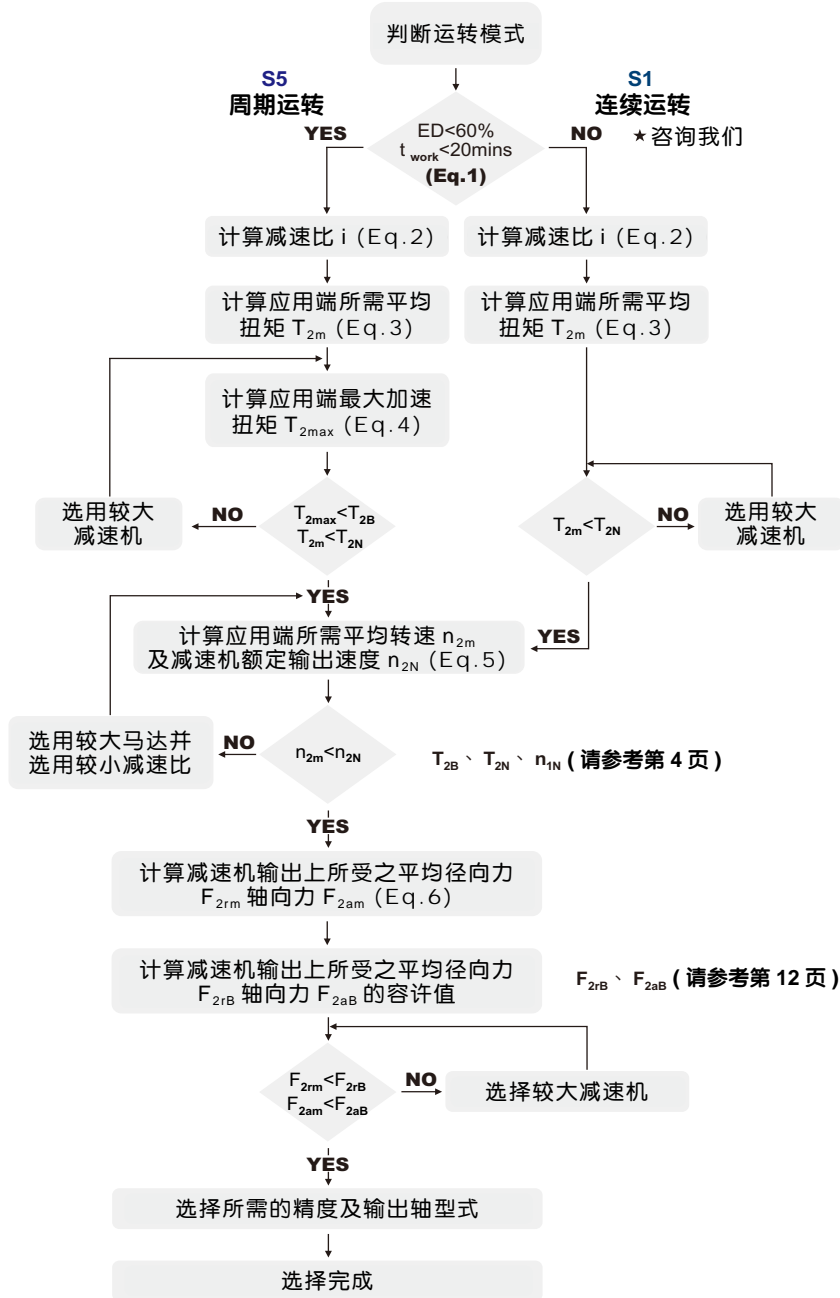 判断运转模式
S5
周期运转
S1
连续运转
YES
ED<60%
t work<20mins
(Eq.1)
NO
★咨询我们
计算减速比 i (Eq.2)
计算减速比 i (Eq.2)
计算应用端所需平均
扭矩 T2m (Eq.3)
计算应用端所需平均
扭矩 T2m (Eq.3)
计算应用端最大加速
扭矩 T2max (Eq.4)
选用较大
减速机
NO
T2max<T2B
T2m<T2N
T2m<T2N
NO
选用较大
减速机
YES
计算应用端所需平均转速 n2m
及减速机额定输出速度 n2N (Eq.5)
YES
选用较大马达并
选用较小减速比
NO
n2m<n2N
T2B、T2N、n1N ( 请参考第 4 页 )
YES
计算减速机输出上所受之平均径向力
F2rm 轴向力 F2am (Eq.6)
计算减速机输出上所受之平均径向力
F2rB 轴向力 F2aB 的容许值
F2rB、F2aB ( 请参考第 12 页 )
F2rm<F2rB
F2am<F2aB
NO
选择较大减速机
YES
选择所需的精度及输出轴型式
选择完成